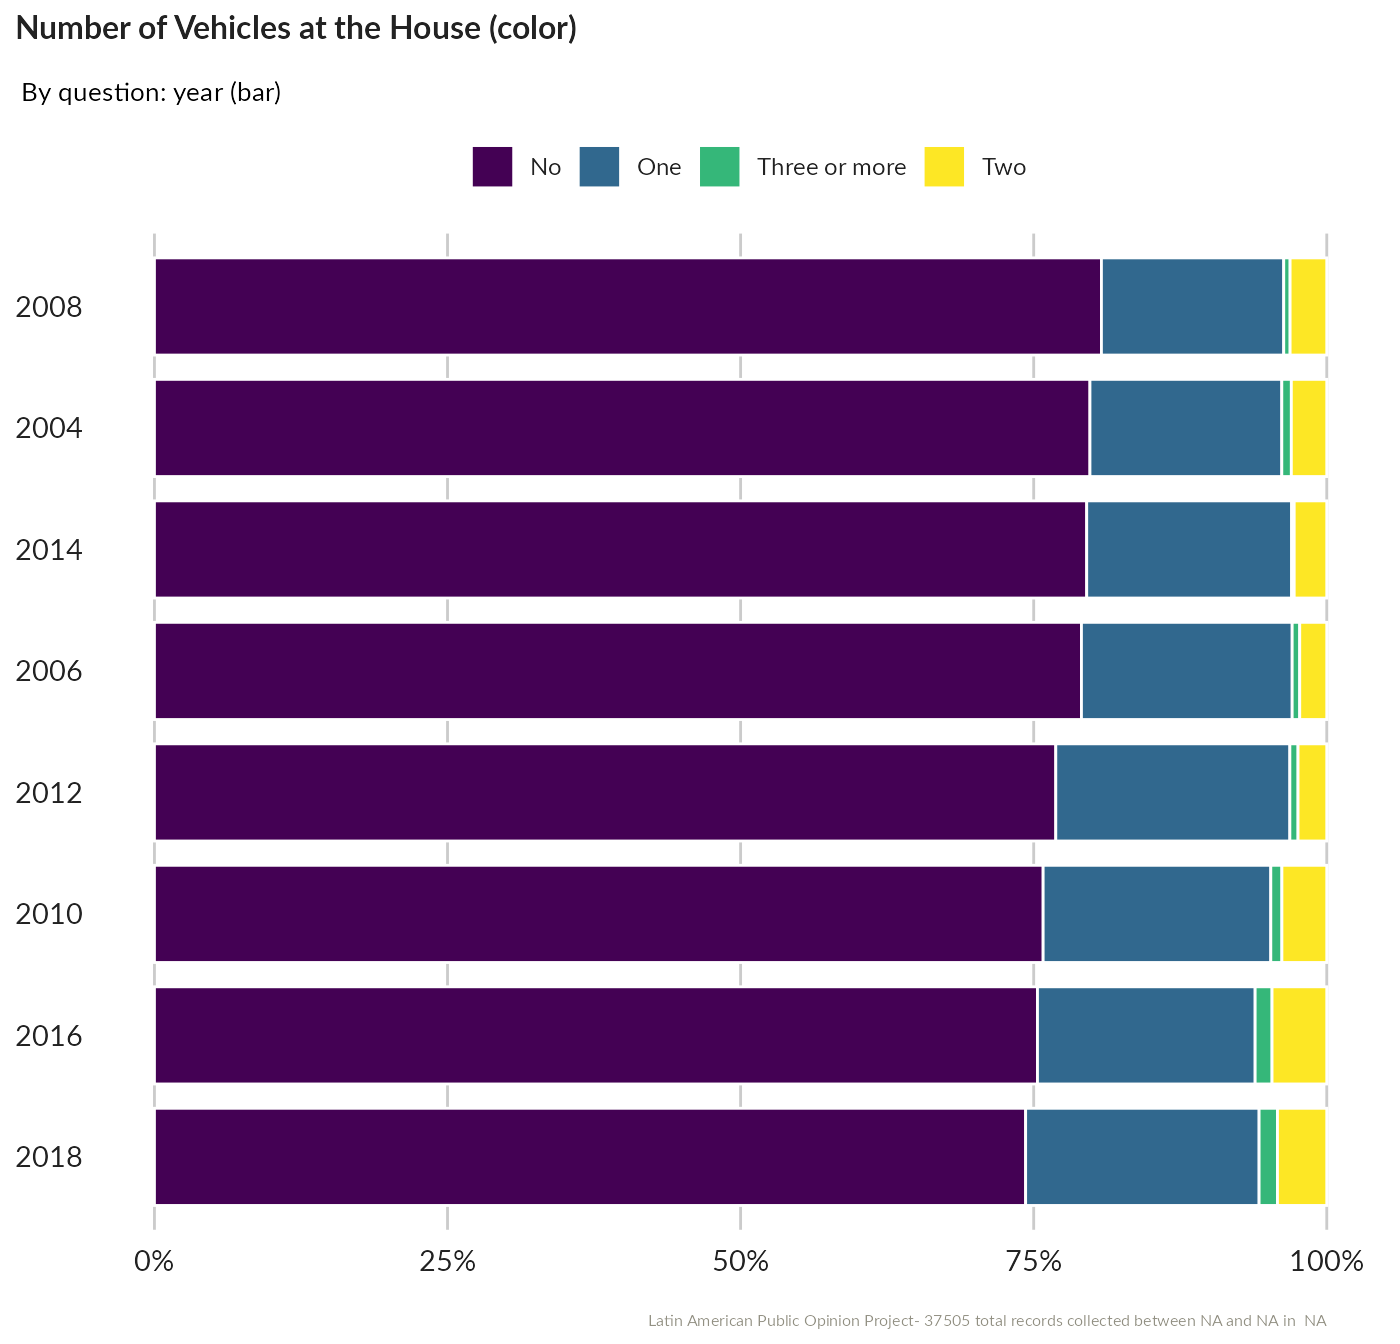 Number of Vehicles at the House (color)
By question: year (bar)
No One Three or more Two
2008
2004
2014
2006
2012
2010
2016
2018
0% 25% 50% 75% 100%
Latin American Public Opinion Project- 37505 total records collected between NA and NA in  NA